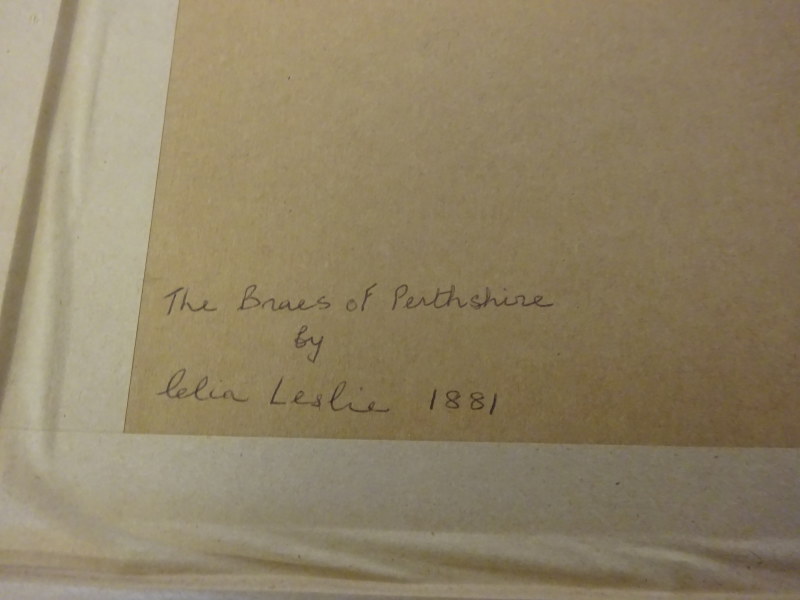 The Braes of Perthshire
by
Celia Leslie 1881